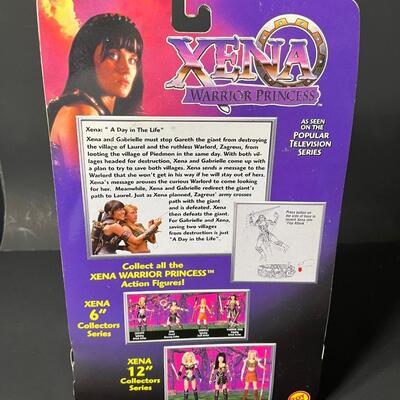 XENA
WARRIOR PRINCESS™
AS SEEN
ON THE
POPULAR
TELEVISION
SERIES
Xena: " A Day in The Life"
Xena and Gabrielle must stop Gareth the giant from destroying
the village of Laurel and the ruthless Warlord, Zagreus, from
looting the village of Piedmon in the same day. With both vil-
lages headed for destruction, Xena and Gabrielle come up with
a plan to try to save both villages. Xena sends a message to the
Warlord that she won't get in his way if he will stay out of hers.
Xena's message arouses the curious Warlord to come looking
for her. Meanwhile, Xena and Gabrielle redirect the giant's
path to Laurel. Just as Xena planned, Zagreus' army crosses
path with the giant
and is defeated. Xena
then defeats the giant.
For Gabrielle and Xena,
saving two villages
from destruction is just
"A Day in the Life".
Press button on
Collect all the
XENA WARRIOR PRINCESS™
Action Figures!
XENA
6"
Collectors
Series
XENA
12"
Collectors
Series
TOY